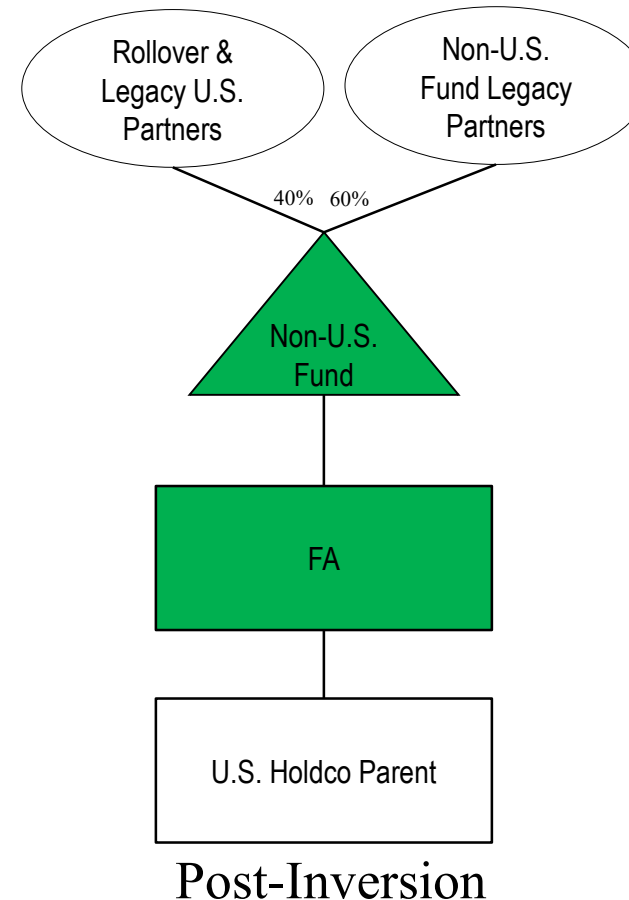 Rollover &
Legacy U.S.
Partners
Non-U.S.
Fund Legacy
Partners
40% 60%
Non-U.S.
Fund
FA
U.S. Holdco Parent
Post-Inversion